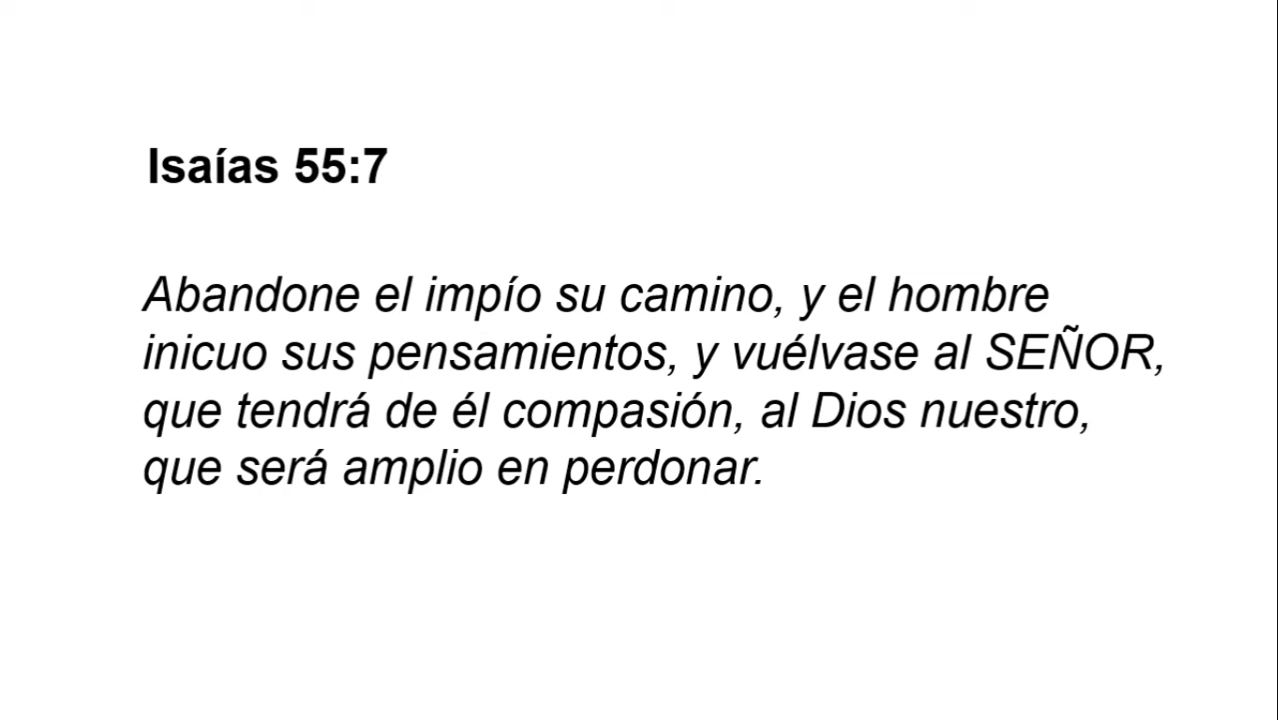 Isaías 55:7
Abandone el impío su camino, y el hombre
inicuo sus pensamientos, y vuélvase al SEÑOR,
que tendrá de él compasión, al Dios nuestro,
que será amplio en perdonar.